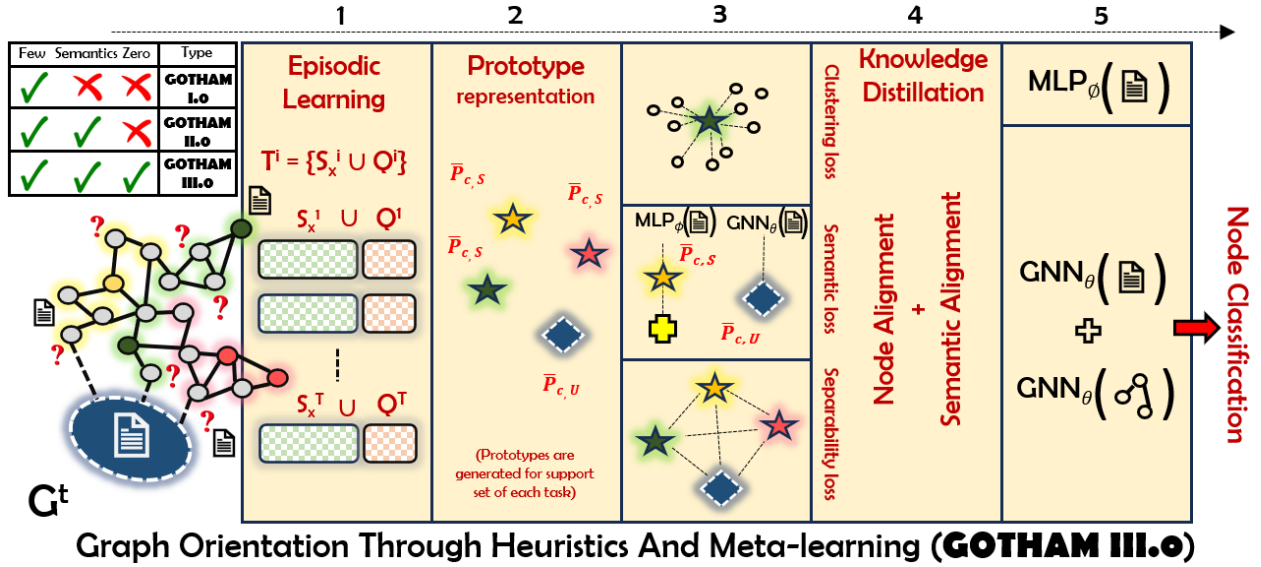 1 2 3 4 5
Few Semantics Zero Type
GOTHAM
I.0
GOTHAM
II.0
GOTHAM
III.0
? ? ? ? ? ?
Gᵗ
Episodic
Learning
Tⁱ = {Sₓⁱ ∪ Qⁱ}
Sₓ¹ ∪ Q¹
Sₓᵀ ∪ Qᵀ
Prototype
representation
P̅c,S
P̅c,S
P̅c,S
P̅c,U
(Prototypes are
generated for support
set of each task)
Clustering loss
MLPϕ( ) GNNθ( )
P̅c,S
P̅c,U
Semantic loss
Separability loss
Knowledge
Distillation
Node Alignment
+
Semantic Alignment
MLPϕ( )
GNNθ( )
GNNθ( )
Node Classification
Graph Orientation Through Heuristics And Meta-learning (GOTHAM III.0)